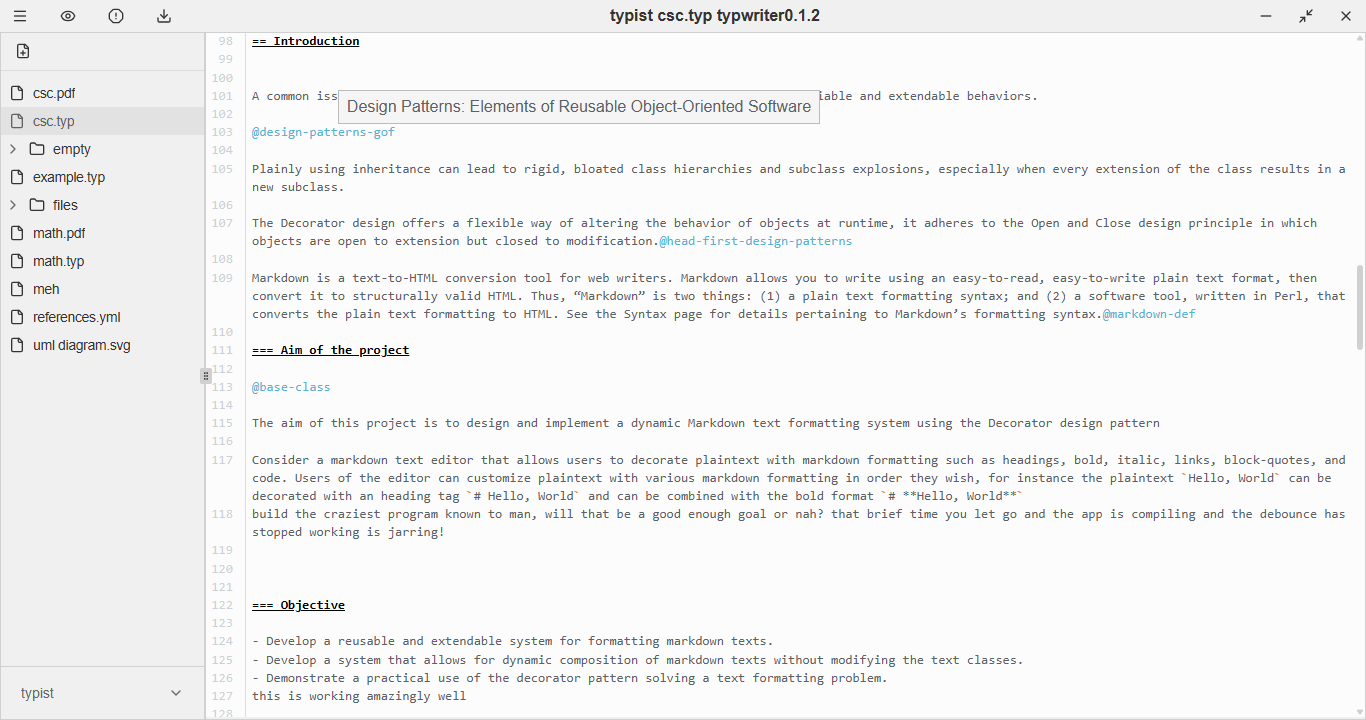 typist csc.typ typwriter0.1.2
csc.pdf
csc.typ
empty
example.typ
files
math.pdf
math.typ
meh
references.yml
uml diagram.svg
typist
98 == Introduction
99
100
101 A common iss iable and extendable behaviors.
Design Patterns: Elements of Reusable Object-Oriented Software
102
103 @design-patterns-gof
104
105 Plainly using inheritance can lead to rigid, bloated class hierarchies and subclass explosions, especially when every extension of the class results in a
new subclass.
106
107 The Decorator design offers a flexible way of altering the behavior of objects at runtime, it adheres to the Open and Close design principle in which
objects are open to extension but closed to modification.@head-first-design-patterns
108
109 Markdown is a text-to-HTML conversion tool for web writers. Markdown allows you to write using an easy-to-read, easy-to-write plain text format, then
convert it to structurally valid HTML. Thus, “Markdown” is two things: (1) a plain text formatting syntax; and (2) a software tool, written in Perl, that
converts the plain text formatting to HTML. See the Syntax page for details pertaining to Markdown’s formatting syntax.@markdown-def
110
111 === Aim of the project
112
113 @base-class
114
115 The aim of this project is to design and implement a dynamic Markdown text formatting system using the Decorator design pattern
116
117 Consider a markdown text editor that allows users to decorate plaintext with markdown formatting such as headings, bold, italic, links, block-quotes, and
code. Users of the editor can customize plaintext with various markdown formatting in order they wish, for instance the plaintext `Hello, World` can be
decorated with an heading tag `# Hello, World` and can be combined with the bold format `# **Hello, World**`
118 build the craziest program known to man, will that be a good enough goal or nah? that brief time you let go and the app is compiling and the debounce has
stopped working is jarring!
119
120
121
122 === Objective
123
124 - Develop a reusable and extendable system for formatting markdown texts.
125 - Develop a system that allows for dynamic composition of markdown texts without modifying the text classes.
126 - Demonstrate a practical use of the decorator pattern solving a text formatting problem.
127 this is working amazingly well
128